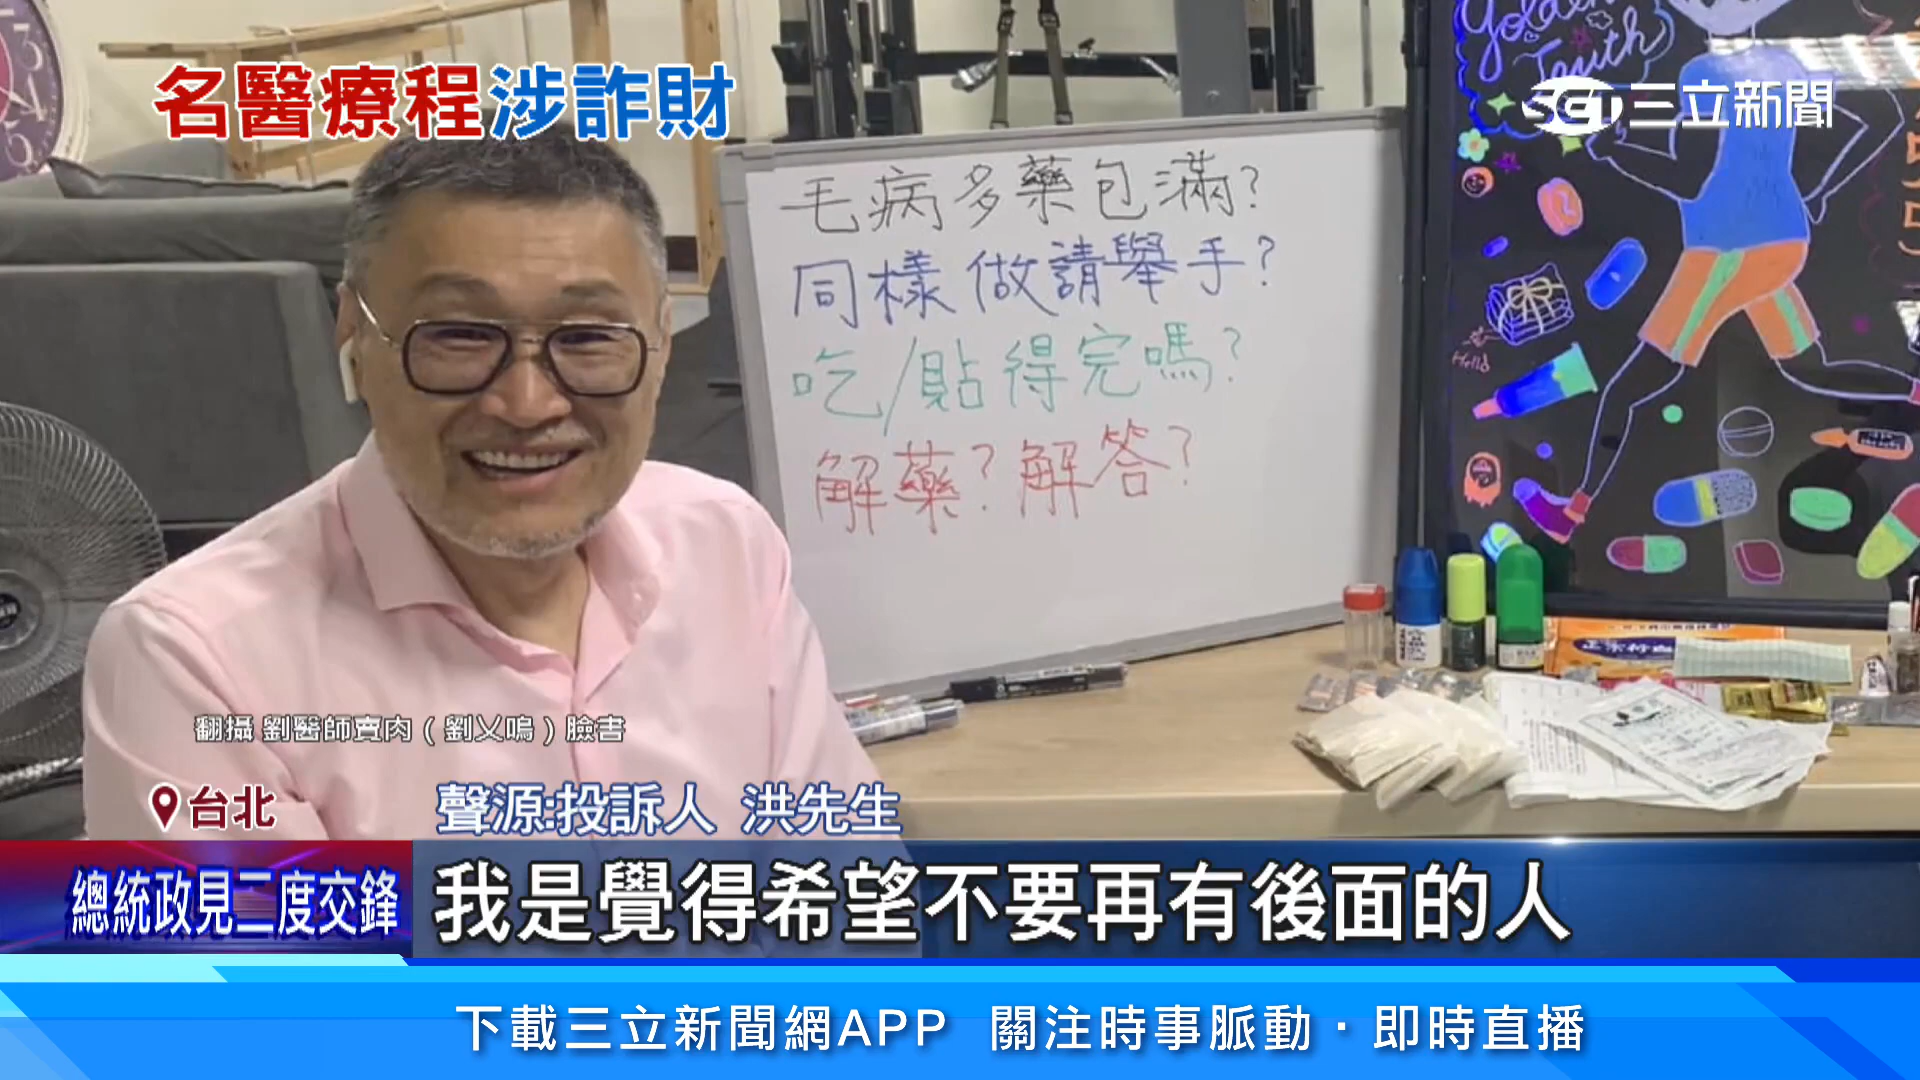 名醫療程涉詐財
SET三立新聞
Golden
Truth
毛病多藥包滿?
同樣做請舉手?
吃/貼得完嗎?
解藥?解答?
Hello
翻攝 劉醫師賣肉(劉乂鳴)臉書
台北
聲源:投訴人 洪先生
總統政見二度交鋒
我是覺得希望不要再有後面的人
下載三立新聞網APP 關注時事脈動·即時直播